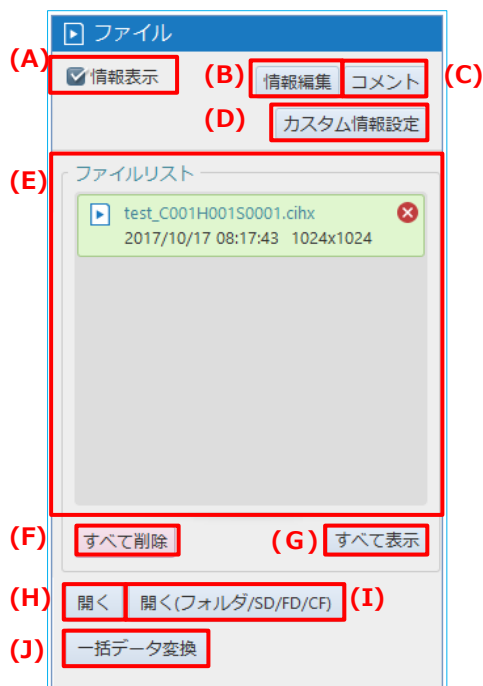 ファイル
(A) 情報表示 (B) 情報編集 コメント (C)
(D) カスタム情報設定
(E) ファイルリスト
test_C001H001S0001.cihx
2017/10/17 08:17:43 1024x1024
(F) すべて削除 (G) すべて表示
(H) 開く 開く(フォルダ/SD/FD/CF) (I)
(J) 一括データ変換